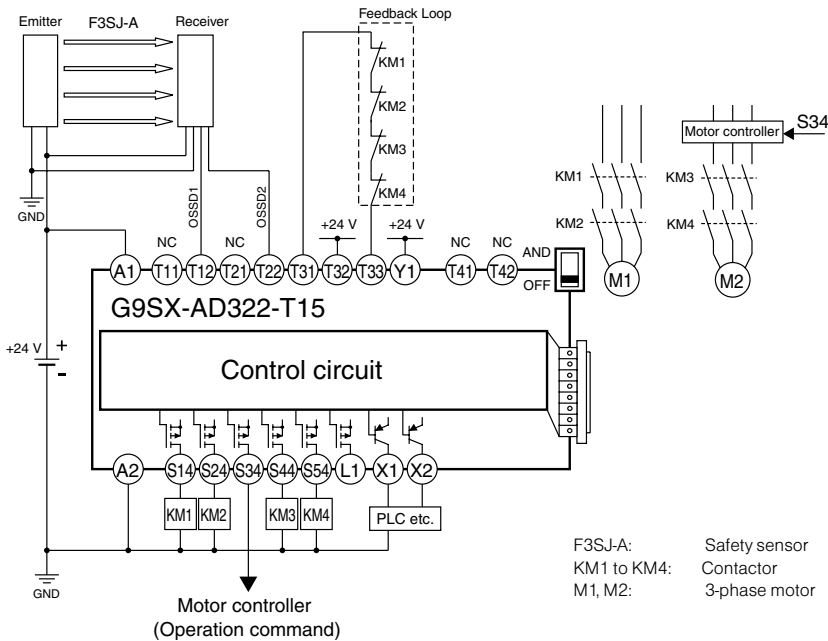 Feedback Loop
Emitter F3SJ-A Receiver
KM1
KM2
KM3
KM4
OSSD1
OSSD2
GND
NC NC +24 V +24 V NC NC
A1 T11 T12 T21 T22 T31 T32 T33 Y1 T41 T42
AND
OFF
G9SX-AD322-T15
Control circuit
+24 V + -
A2 S14 S24 S34 S44 S54 L1 X1 X2
KM1 KM2 KM3 KM4 PLC etc.
GND
Motor controller
(Operation command)
Motor controller S34
KM1 KM3
KM2 KM4
M1 M2
F3SJ-A: Safety sensor
KM1 to KM4: Contactor
M1, M2: 3-phase motor